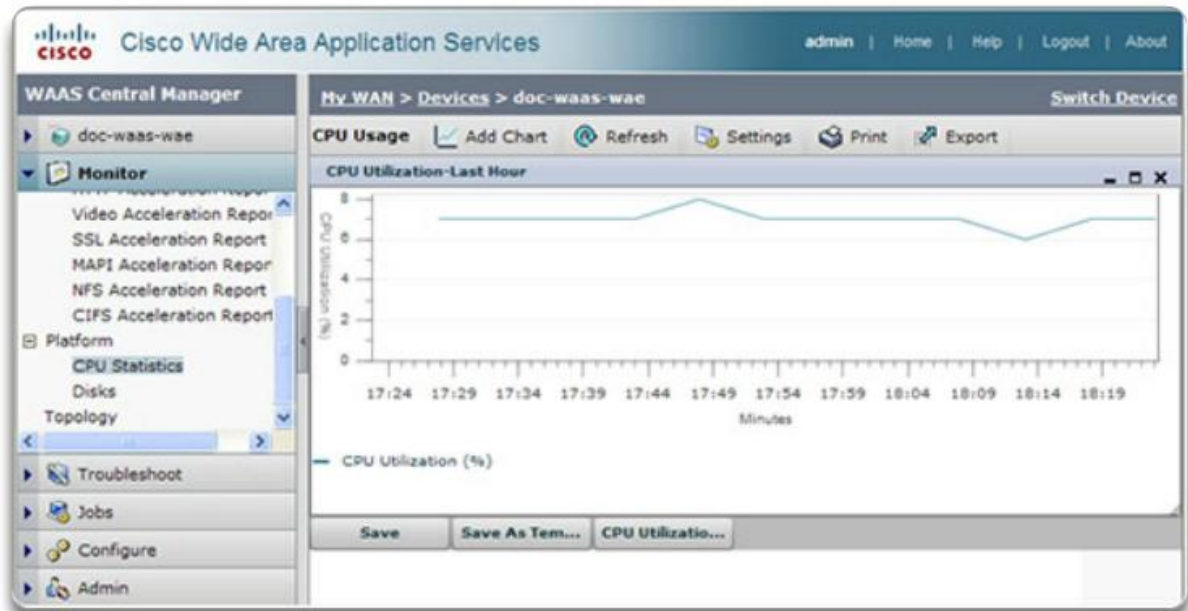 CISCO
Cisco Wide Area Application Services
admin | Home | Help | Logout | About
WAAS Central Manager
doc-waas-wae
Monitor
Video Acceleration Repor
SSL Acceleration Report
MAPI Acceleration Repor
NFS Acceleration Report
CIFS Acceleration Report
Platform
CPU Statistics
Disks
Topology
Troubleshoot
Jobs
Configure
Admin
My WAN > Devices > doc-waas-wae
Switch Device
CPU Usage Add Chart Refresh Settings Print Export
CPU Utilization-Last Hour
CPU Utilization (%)
8
6
4
2
0
17:24 17:29 17:34 17:39 17:44 17:49 17:54 17:59 18:04 18:09 18:14 18:19
Minutes
CPU Utilization (%)
Save Save As Tem... CPU Utilizatio...